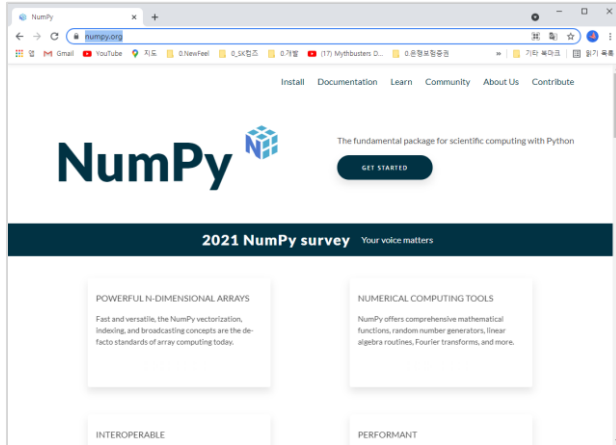 NumPy
numpy.org
앱 Gmail YouTube 지도 0.NewFeel 0_SK컴즈 0.개발 (17) Mythbusters D... 0.은행보험증권 » 기타 북마크 읽기 목록
Install Documentation Learn Community About Us Contribute
NumPy
The fundamental package for scientific computing with Python
GET STARTED
2021 NumPy survey Your voice matters
POWERFUL N-DIMENSIONAL ARRAYS
Fast and versatile, the NumPy vectorization,
indexing, and broadcasting concepts are the de-
facto standards of array computing today.
NUMERICAL COMPUTING TOOLS
NumPy offers comprehensive mathematical
functions, random number generators, linear
algebra routines, Fourier transforms, and more.
INTEROPERABLE
PERFORMANT